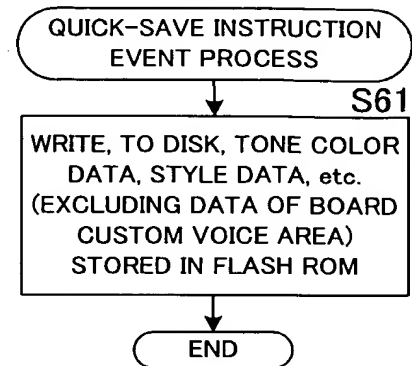 QUICK-SAVE INSTRUCTION
EVENT PROCESS
S61
WRITE, TO DISK, TONE COLOR
DATA, STYLE DATA, etc.
(EXCLUDING DATA OF BOARD
CUSTOM VOICE AREA)
STORED IN FLASH ROM
END